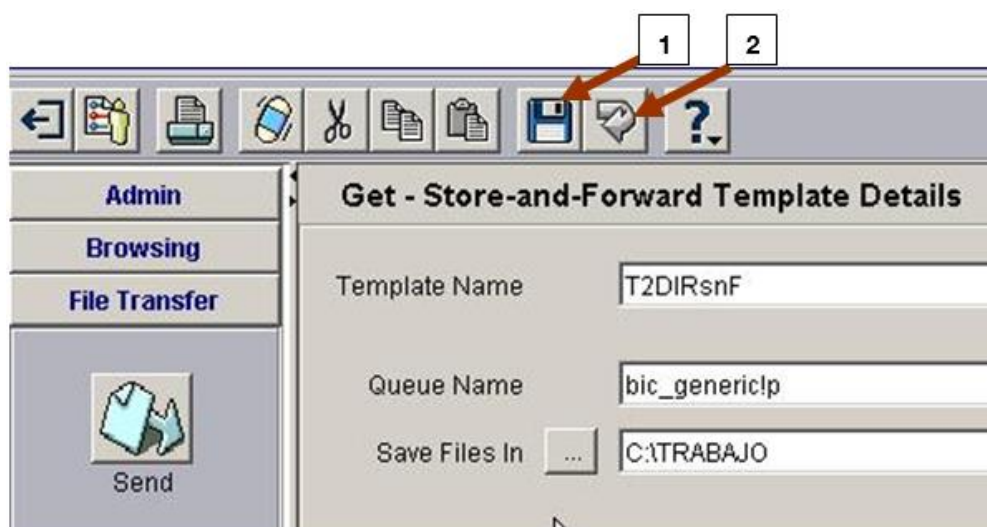 1 2
Admin
Get - Store-and-Forward Template Details
Browsing
File Transfer
Template Name T2DIRsnF
Queue Name bic_generic!p
Save Files In ... C:\TRABAJO
Send